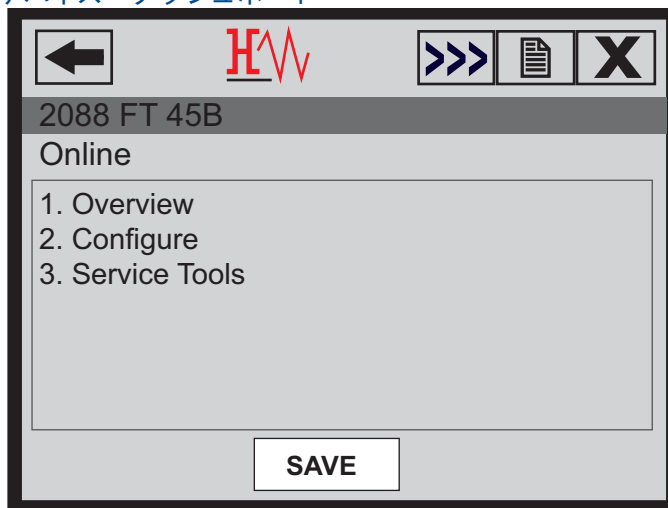 >>>
X
2088 FT 45B
Online
1. Overview
2. Configure
3. Service Tools
SAVE